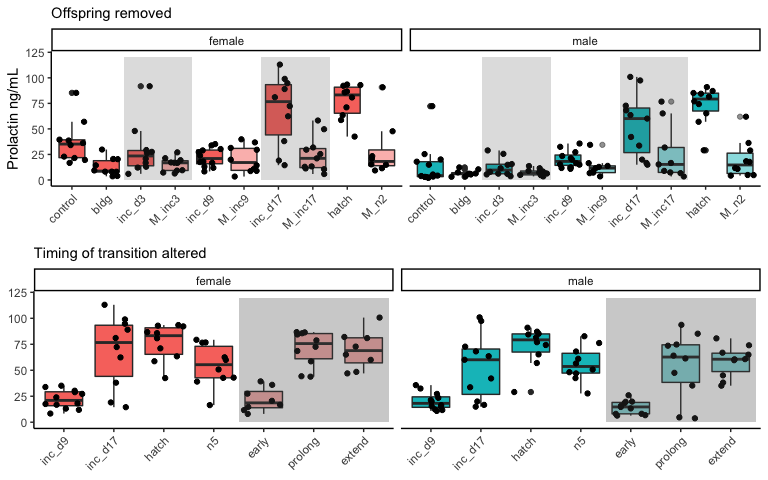 Offspring removed
female
male
Prolactin ng/mL
125
100
75
50
25
0
control
bldg
inc_d3
M_inc3
inc_d9
M_inc9
inc_d17
M_inc17
hatch
M_n2
control
bldg
inc_d3
M_inc3
inc_d9
M_inc9
inc_d17
M_inc17
hatch
M_n2
Timing of transition altered
female
male
125
100
75
50
25
0
inc_d9
inc_d17
hatch
n5
early
prolong
extend
inc_d9
inc_d17
hatch
n5
early
prolong
extend